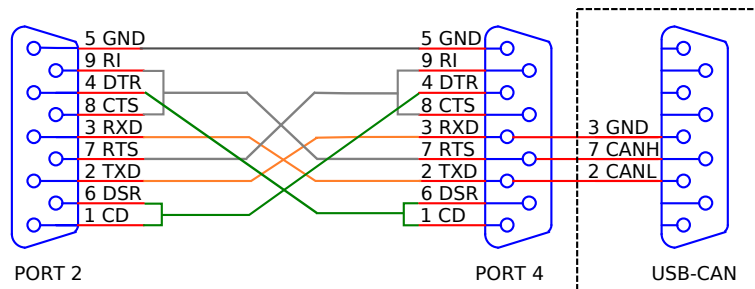 5 GND
9 RI
4 DTR
8 CTS
3 RXD
7 RTS
2 TXD
6 DSR
1 CD
PORT 2
5 GND
9 RI
4 DTR
8 CTS
3 RXD
7 RTS
2 TXD
6 DSR
1 CD
PORT 4
3 GND
7 CANH
2 CANL
USB-CAN